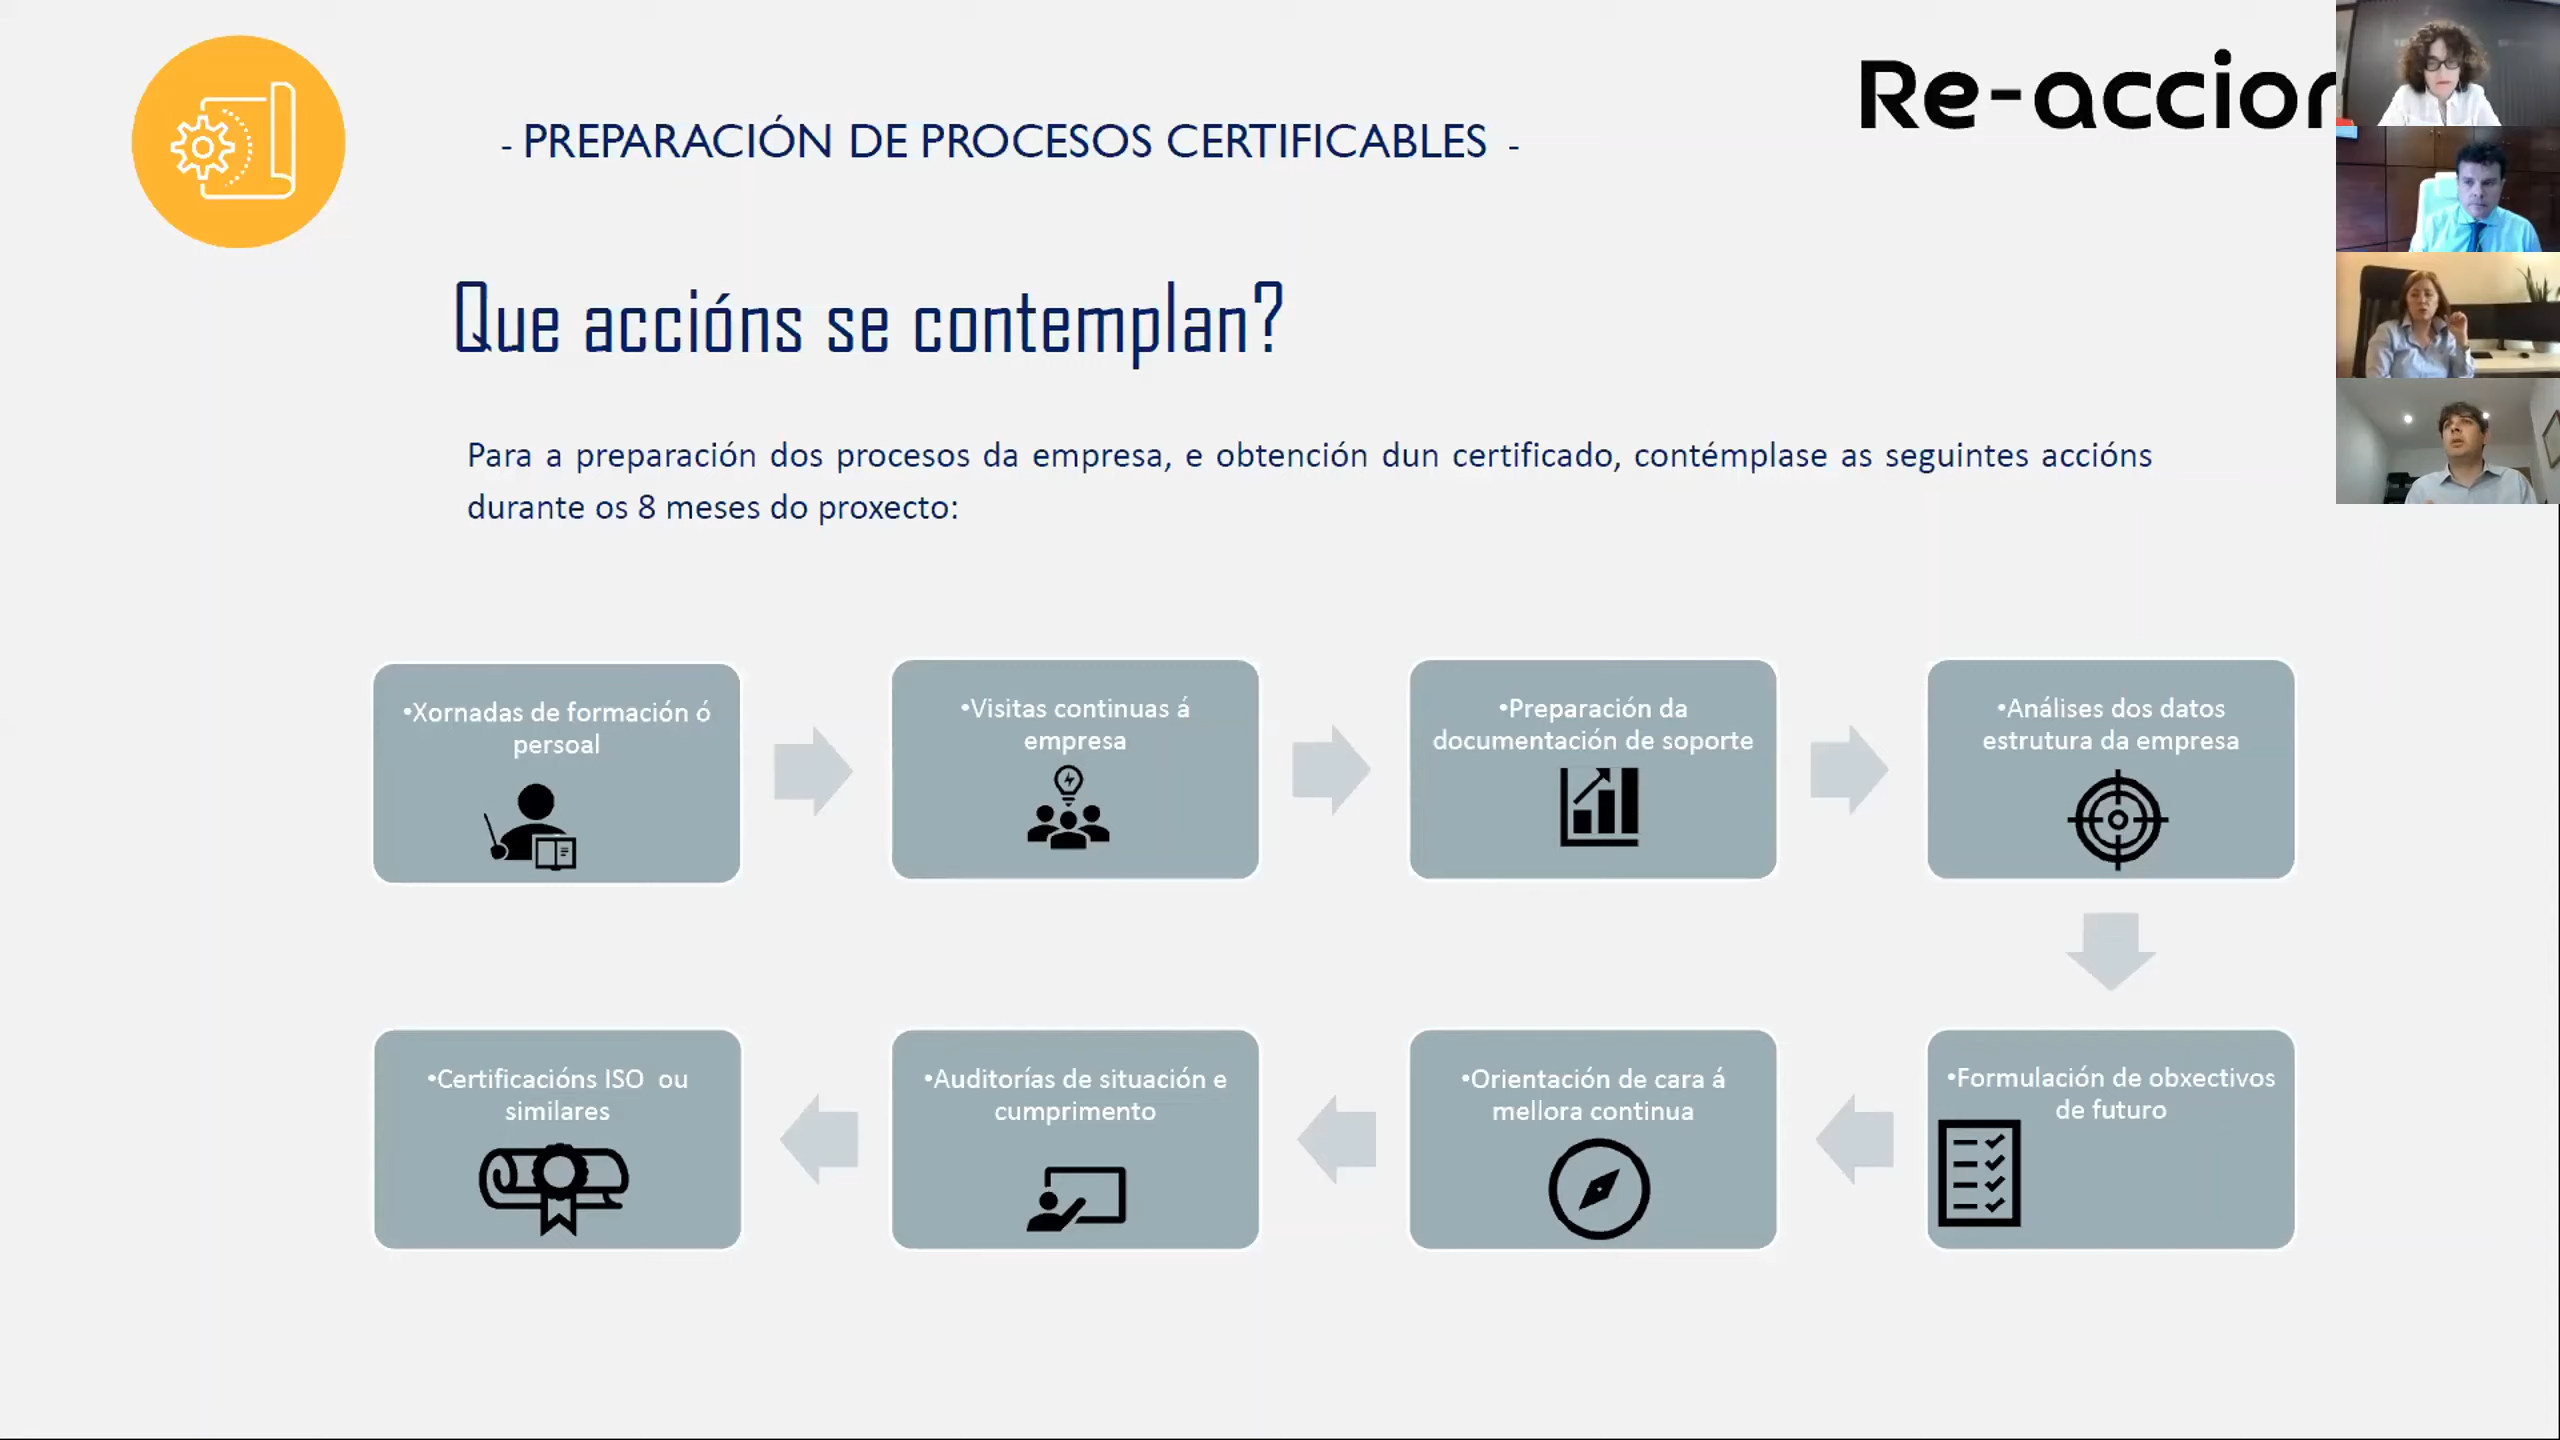 Re-accion
- PREPARACIÓN DE PROCESOS CERTIFICABLES -
Que accións se contemplan?
Para a preparación dos procesos da empresa, e obtención dun certificado, contémplase as seguintes accións
durante os 8 meses do proxecto:
•Xornadas de formación ó
persoal
•Visitas continuas á
empresa
•Preparación da
documentación de soporte
•Análises dos datos
estrutura da empresa
•Formulación de obxectivos
de futuro
•Orientación de cara á
mellora continua
•Auditorías de situación e
cumprimento
•Certificacións ISO ou
similares